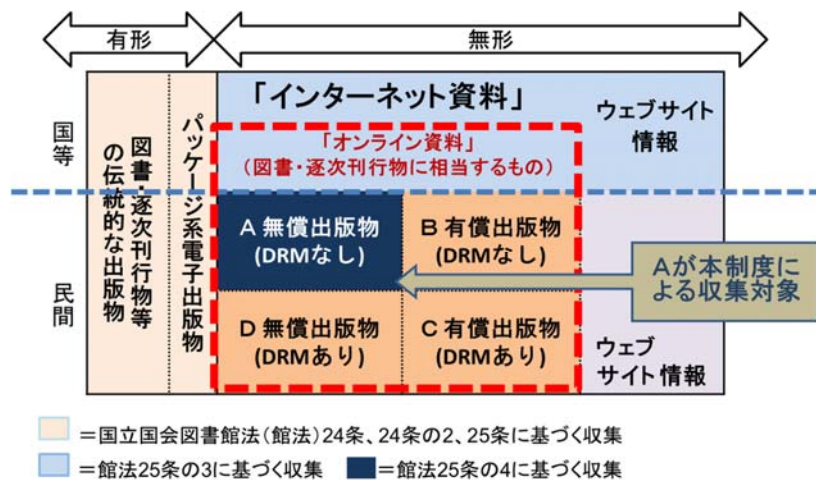 有形
無形
国等
民間
図書・逐次刊行物等
の伝統的な出版物
パッケージ系電子出版物
「インターネット資料」
ウェブサイト
情報
「オンライン資料」
(図書・逐次刊行物に相当するもの)
A 無償出版物
(DRMなし)
B 有償出版物
(DRMなし)
Aが本制度に
よる収集対象
D 無償出版物
(DRMあり)
C 有償出版物
(DRMあり)
ウェブ
サイト情報
=国立国会図書館法(館法)24条、24条の2、25条に基づく収集
=館法25条の3に基づく収集
=館法25条の4に基づく収集